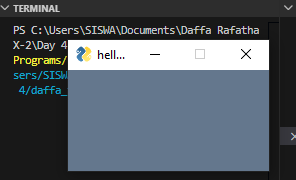 TERMINAL
PS C:\Users\SISWA\Documents\Daffa Rafatha
X-2\Day 4
Programs/
sers/SISW
4/daffa_
hell...